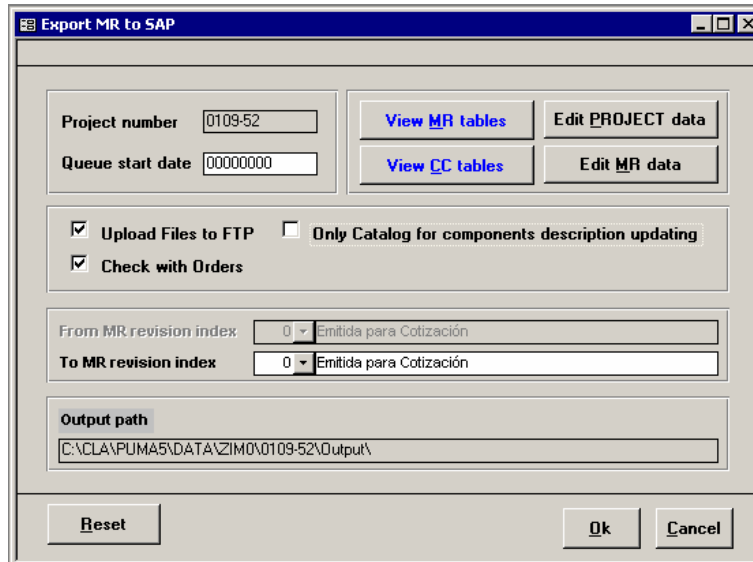 Export MR to SAP
Project number 0109-52
Queue start date 00000000
View MR tables Edit PROJECT data
View CC tables Edit MR data
Upload Files to FTP Only Catalog for components description updating
Check with Orders
From MR revision index 0 Emitida para Cotización
To MR revision index 0 Emitida para Cotización
Output path
C:\CLA\PUMA5\DATA\ZIM0\0109-52\Output\
Reset Ok Cancel